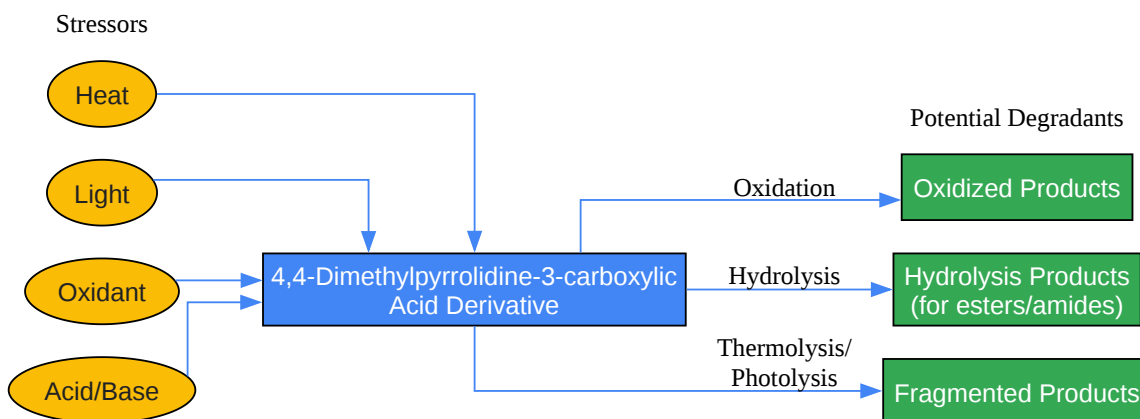 Stressors
Heat
Light
Oxidant
Acid/Base
4,4-Dimethylpyrrolidine-3-carboxylic
Acid Derivative
Oxidation
Hydrolysis
Thermolysis/
Photolysis
Potential Degradants
Oxidized Products
Hydrolysis Products
(for esters/amides)
Fragmented Products